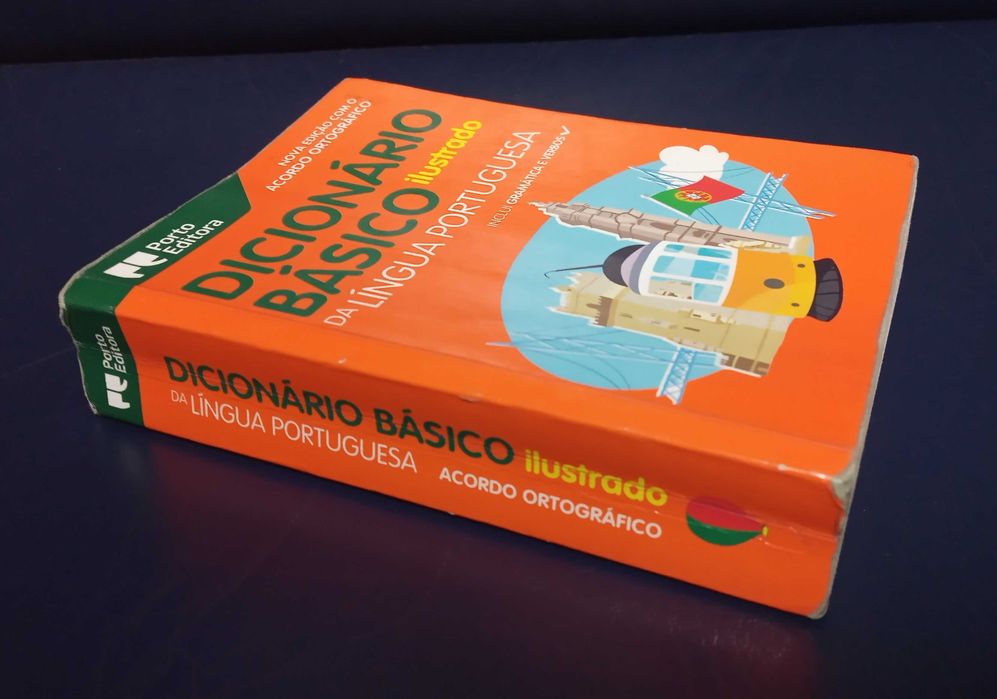 NOVA EDIÇÃO COM O
ACORDO ORTOGRÁFICO
DICIONÁRIO
BÁSICO ilustrado
DA LÍNGUA PORTUGUESA
INCLUI GRAMÁTICA E VERBOS
Porto
Editora
Porto
Editora
DICIONÁRIO BÁSICO ilustrado
DA LÍNGUA PORTUGUESA ACORDO ORTOGRÁFICO